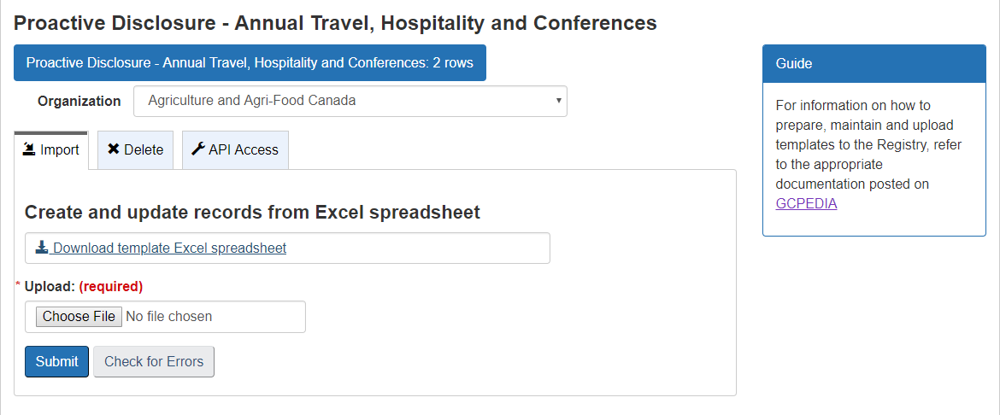 Proactive Disclosure - Annual Travel, Hospitality and Conferences
Proactive Disclosure - Annual Travel, Hospitality and Conferences: 2 rows
Organization Agriculture and Agri-Food Canada
Import Delete API Access
Create and update records from Excel spreadsheet
Download template Excel spreadsheet
* Upload: (required)
Choose File No file chosen
Submit Check for Errors
Guide
For information on how to
prepare, maintain and upload
templates to the Registry, refer
to the appropriate
documentation posted on
GCPEDIA